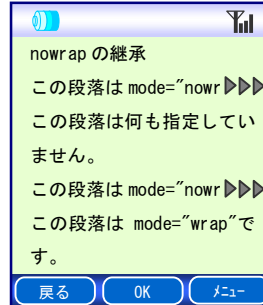 nowrap の継承
この段落は mode="nowr
この段落は何も指定してい
ません。
この段落は mode="nowr
この段落は mode="wrap"で
す。
戻る OK ﾒﾆｭｰ